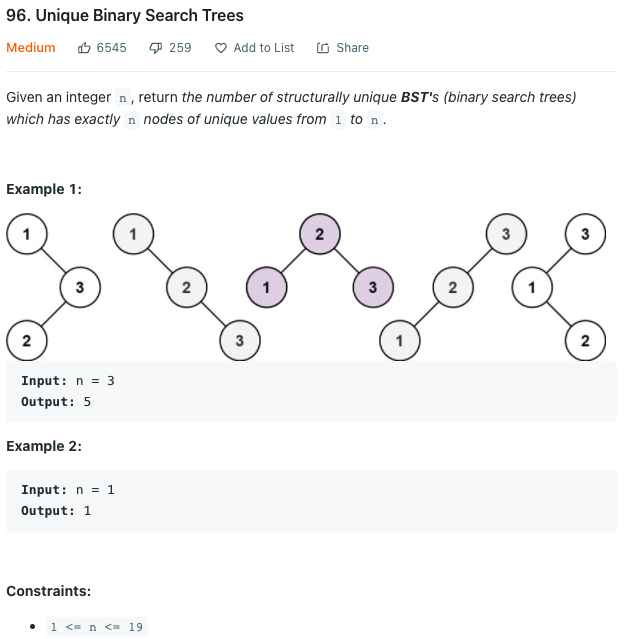 96. Unique Binary Search Trees
Medium 6545 259 Add to List Share
Given an integer n, return the number of structurally unique BST's (binary search trees)
which has exactly n nodes of unique values from 1 to n.
Example 1:
1 1 2 3 3
3 2 1 3 2 1
2 3 1 2
Input: n = 3
Output: 5
Example 2:
Input: n = 1
Output: 1
Constraints:
• 1 <= n <= 19